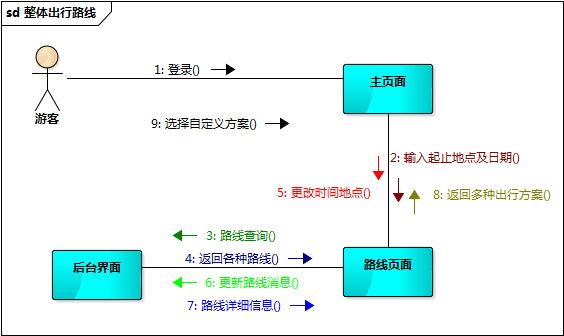 sd 整体出行路线
1: 登录()
主页面
游客
9: 选择自定义方案()
2: 输入起止地点及日期()
5: 更改时间地点()
8: 返回多种出行方案()
3: 路线查询()
4: 返回各种路线()
后台界面
路线页面
6: 更新路线消息()
7: 路线详细信息()